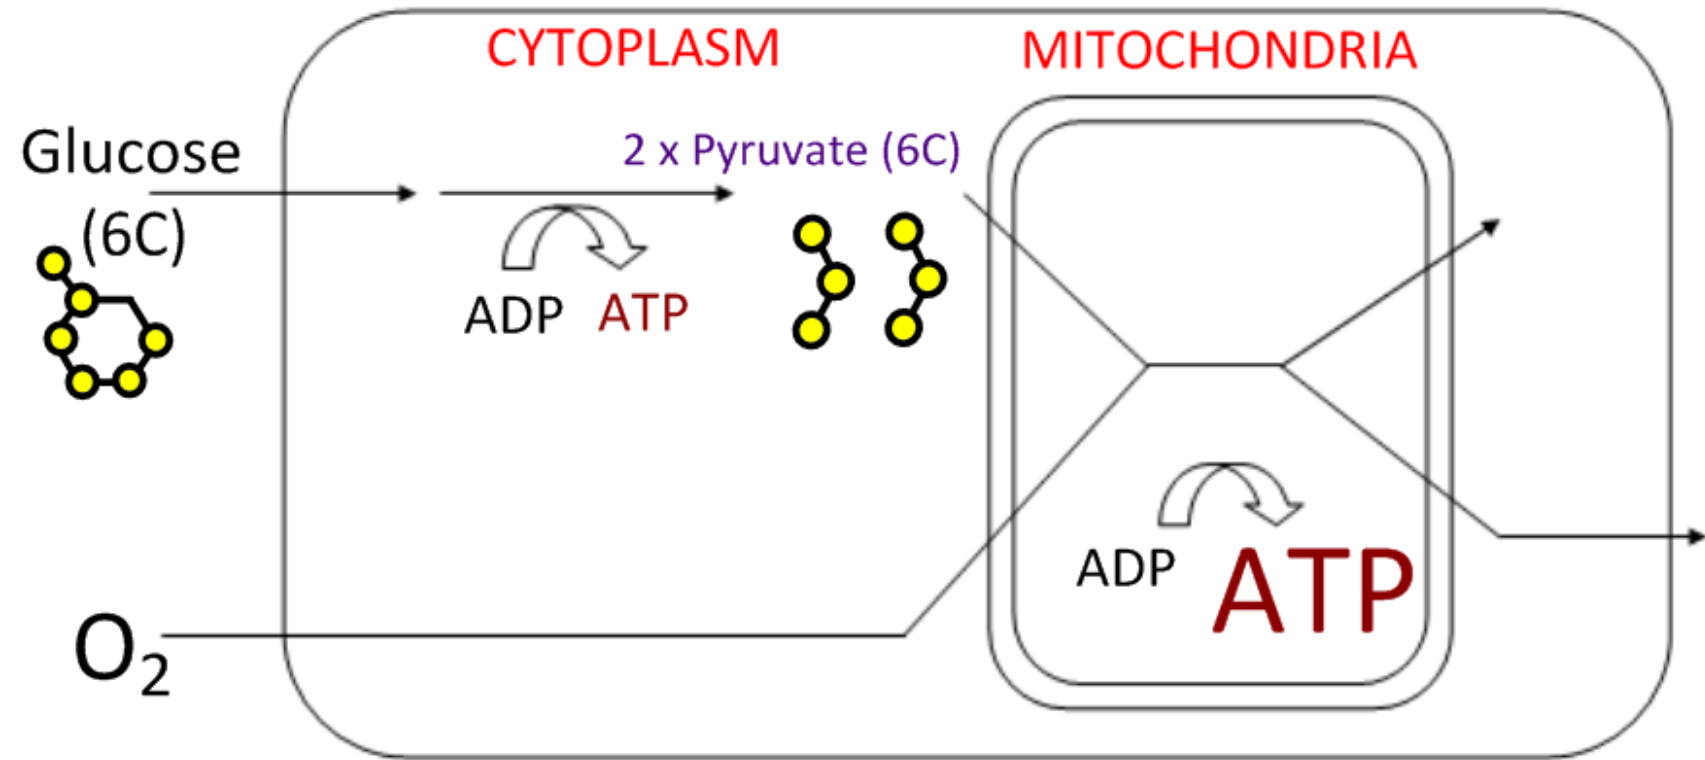 CYTOPLASM
MITOCHONDRIA
Glucose
(6C)
2 x Pyruvate (6C)
ADP
ATP
ADP
ATP
O₂